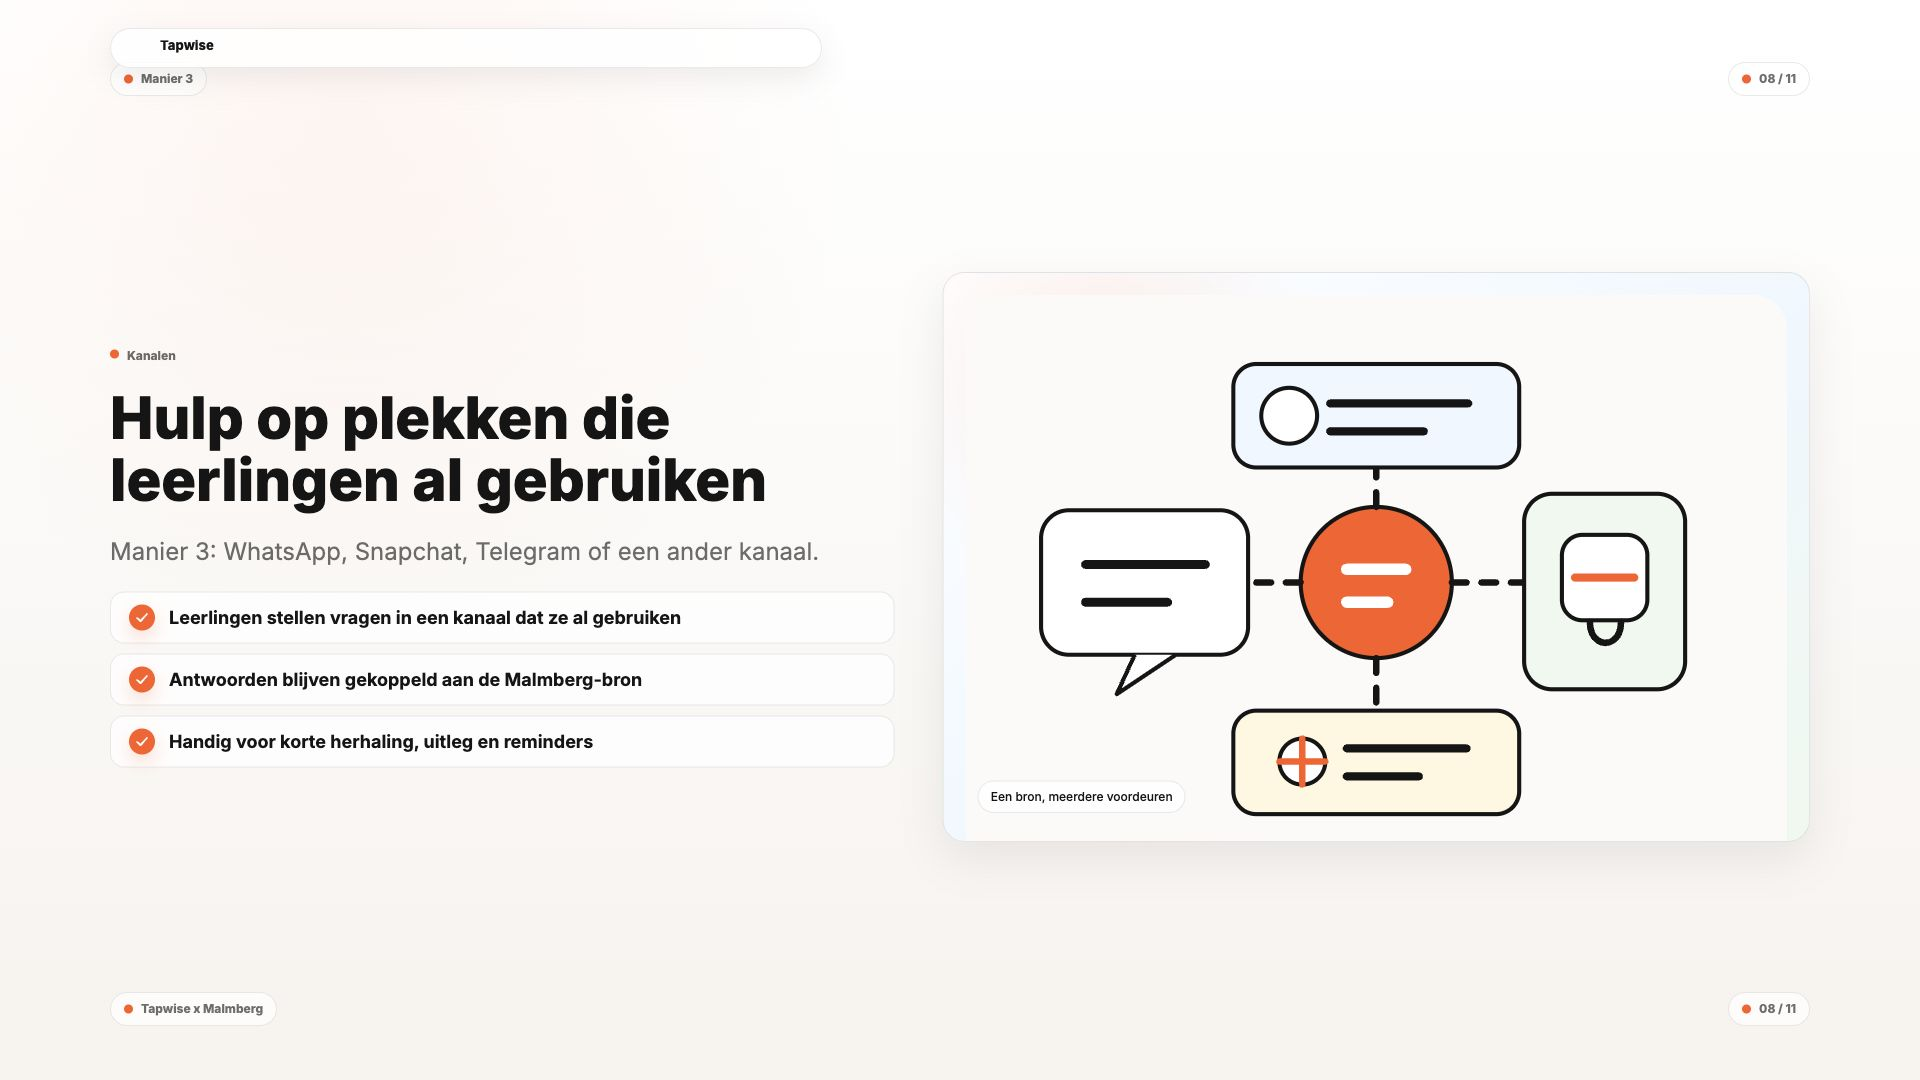 Tapwise
Manier 3
08 / 11
Kanalen
Hulp op plekken die
leerlingen al gebruiken
Manier 3: WhatsApp, Snapchat, Telegram of een ander kanaal.
Leerlingen stellen vragen in een kanaal dat ze al gebruiken
Antwoorden blijven gekoppeld aan de Malmberg-bron
Handig voor korte herhaling, uitleg en reminders
Een bron, meerdere voordeuren
Tapwise x Malmberg
08 / 11